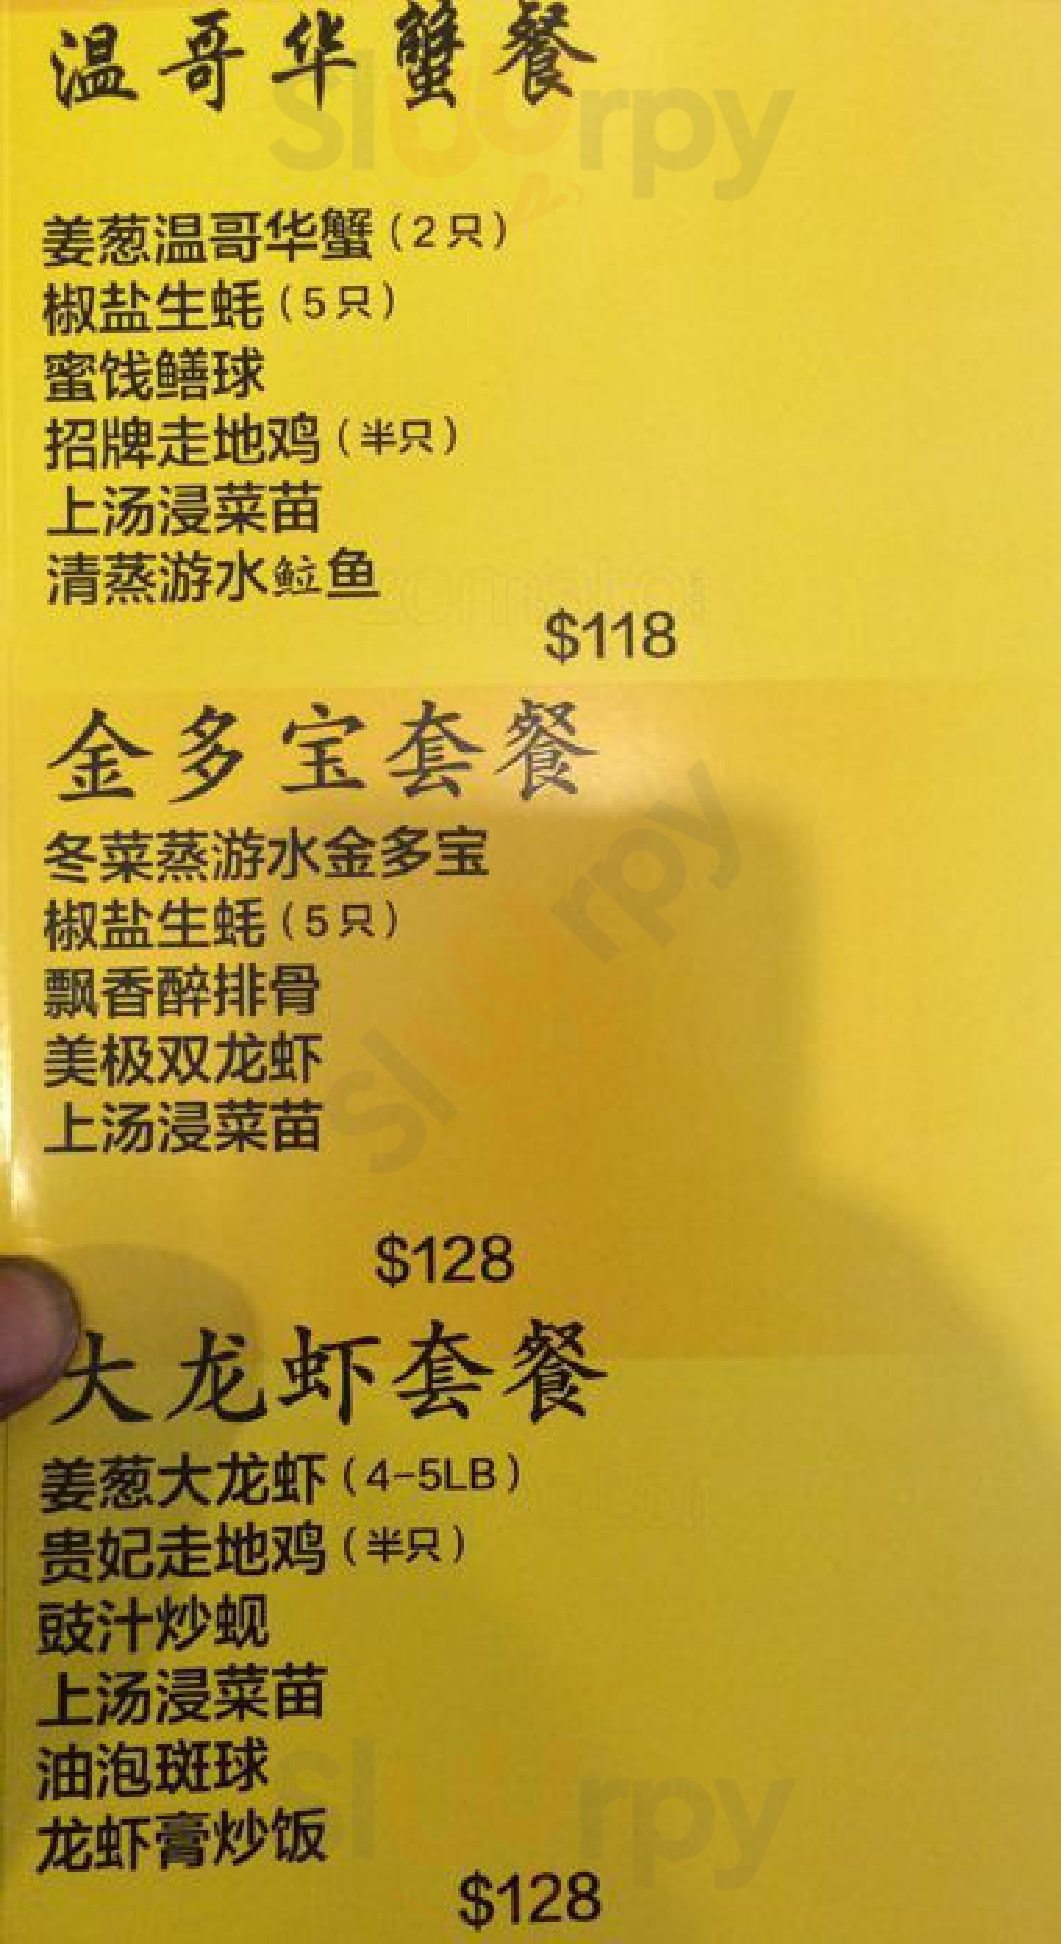 温哥华蟹餐
姜葱温哥华蟹(2只)
椒盐生蚝(5只)
蜜饯鳝球
招牌走地鸡(半只)
上汤浸菜苗
清蒸游水䱇鱼
$118
金多宝套餐
冬菜蒸游水金多宝
椒盐生蚝(5只)
飘香醉排骨
美极双龙虾
上汤浸菜苗
$128
大龙虾套餐
姜葱大龙虾(4-5LB)
贵妃走地鸡(半只)
豉汁炒蚬
上汤浸菜苗
油泡斑球
龙虾膏炒饭
$128
Sluurpy
Sluurpy
Sluurpy